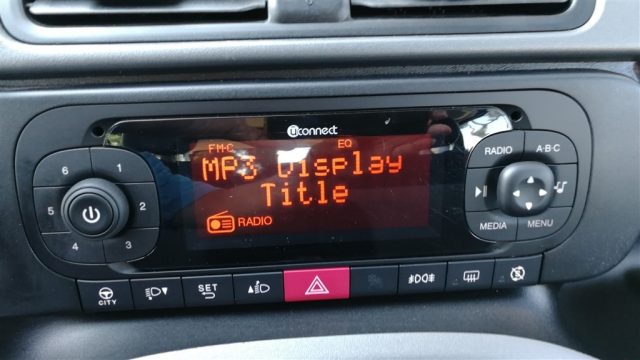 uconnect
FM-C EQ
MP3 Display
Title
RADIO
6 1
5 2
4 3
RADIO A·B·C
MEDIA MENU
CITY
SET